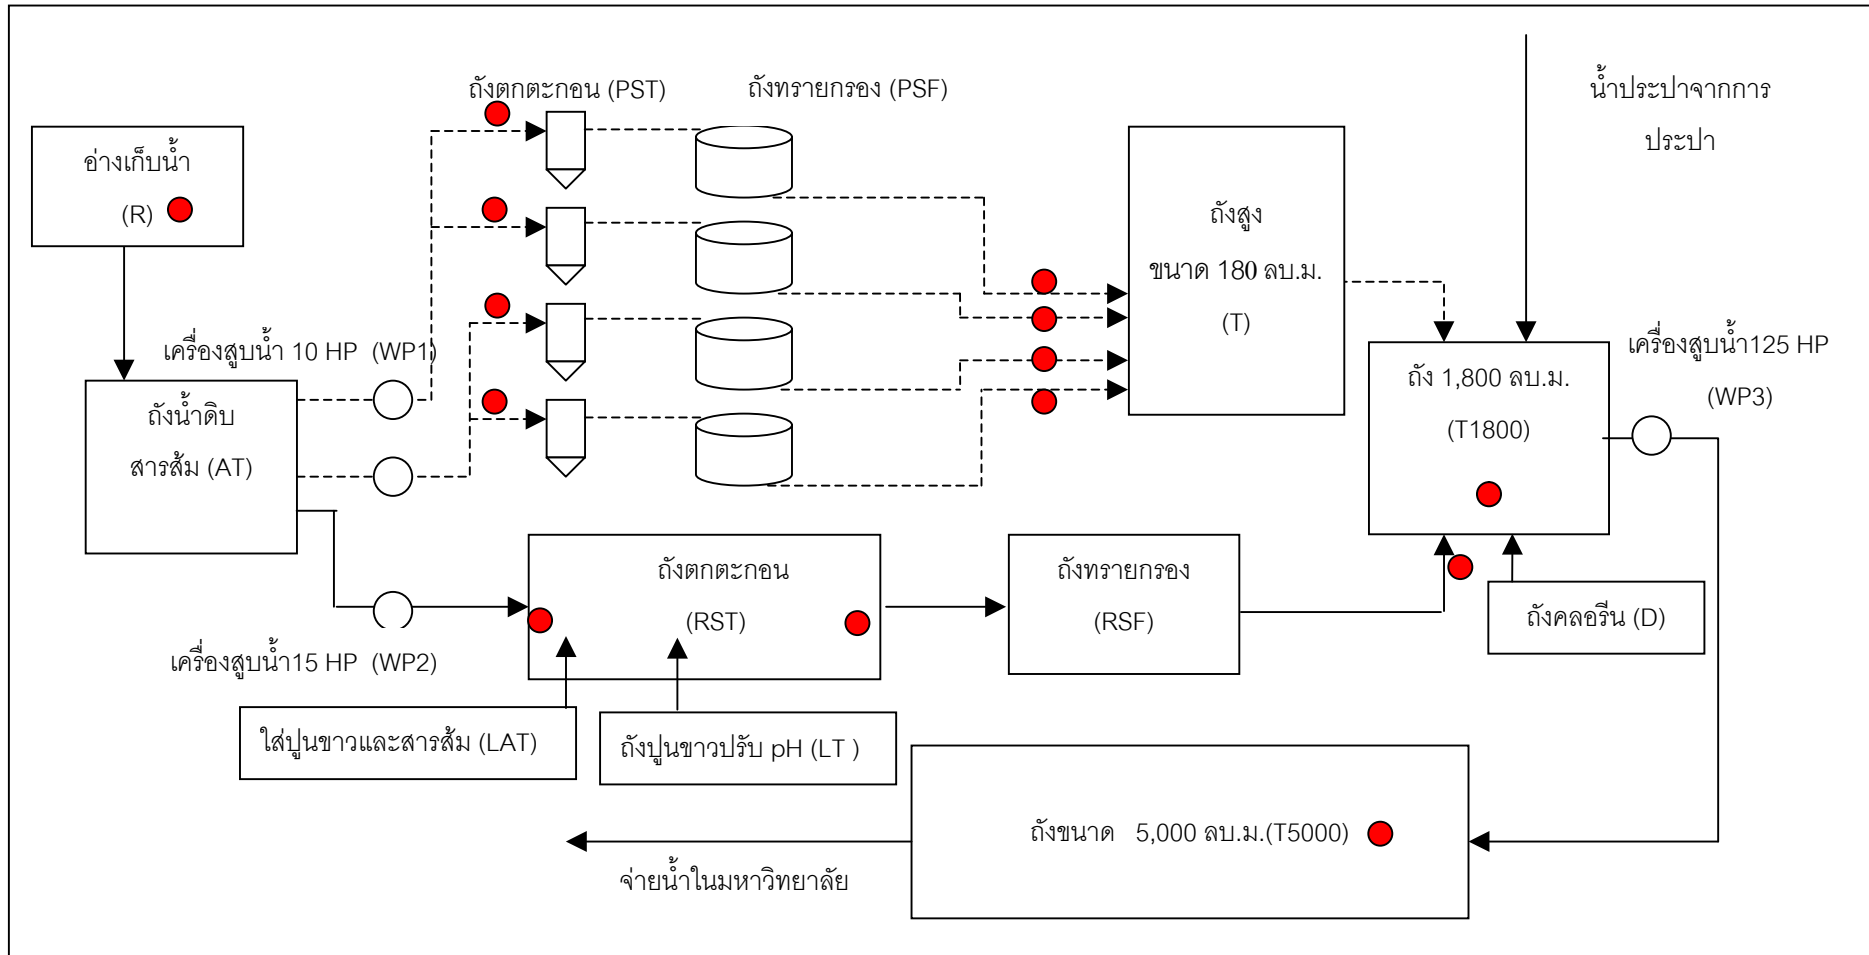 ถังตกตะกอน (PST)
ถังทรายกรอง (PSF)
น้ำประปาจากการ
ประปา
อ่างเก็บน้ำ
(R)
ถังสูง
ขนาด 180 ลบ.ม.
(T)
เครื่องสูบน้ำ 10 HP (WP1)
เครื่องสูบน้ำ125 HP
(WP3)
ถังน้ำดิบ
สารส้ม (AT)
ถัง 1,800 ลบ.ม.
(T1800)
ถังตกตะกอน
(RST)
ถังทรายกรอง
(RSF)
ถังคลอรีน (D)
เครื่องสูบน้ำ15 HP (WP2)
ใส่ปูนขาวและสารส้ม (LAT)
ถังปูนขาวปรับ pH (LT )
ถังขนาด 5,000 ลบ.ม.(T5000)
จ่ายน้ำในมหาวิทยาลัย